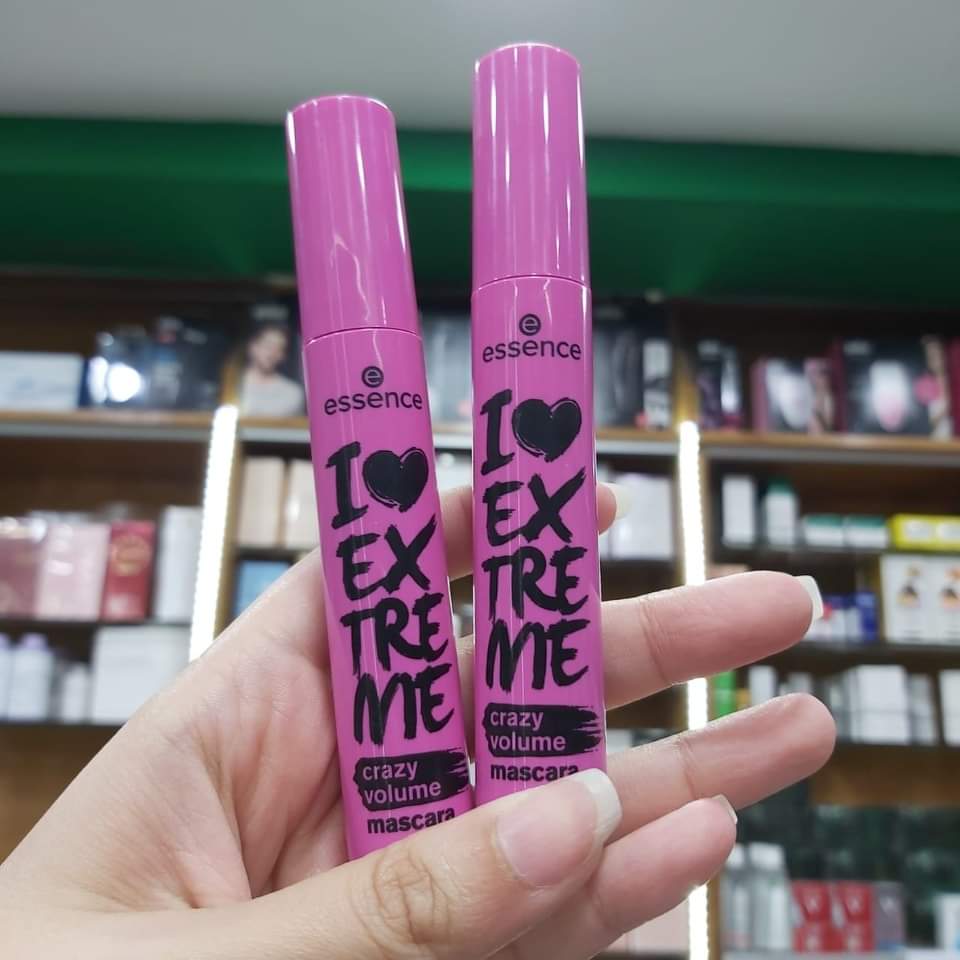 e
essence
I ♥
EX
TRE
ME
crazy
volume
mascara
e
essence
I ♥
EX
TRE
ME
crazy
volume
mascara